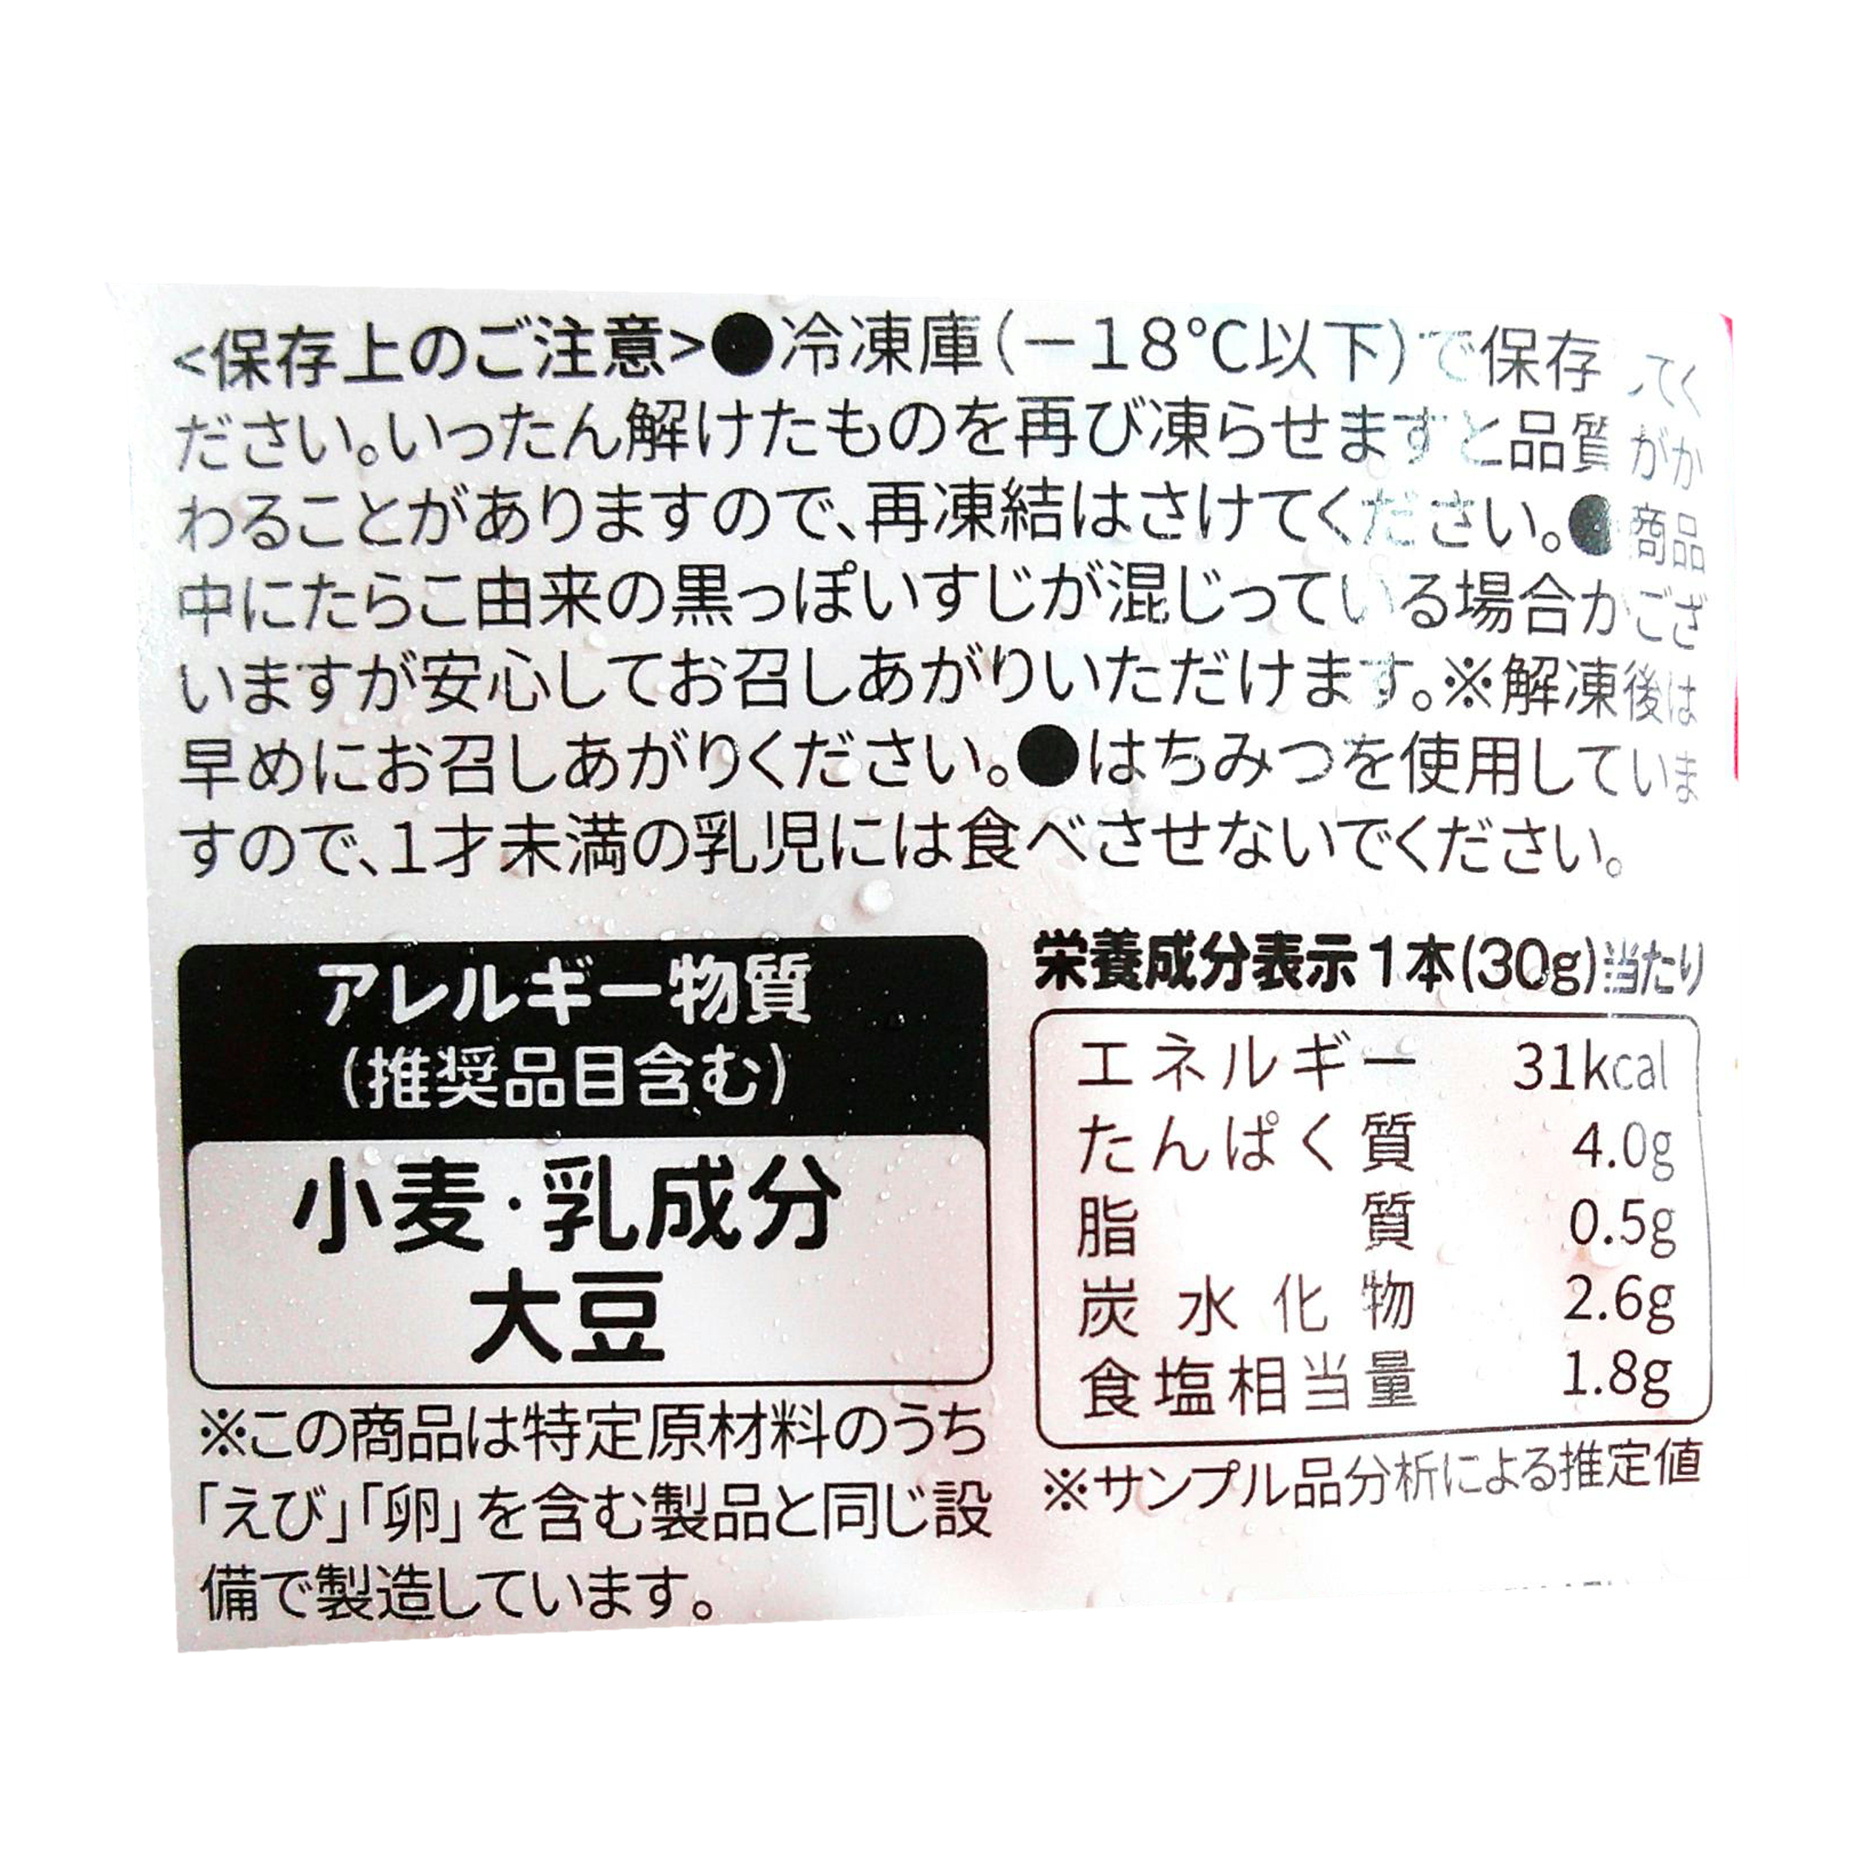 <保存上のご注意>●冷凍庫(－18℃以下)で保存してく
ださい。いったん解けたものを再び凍らせますと品質がか
わることがありますので、再凍結はさけてください。●商品
中にたらこ由来の黒っぽいすじが混じっている場合がござ
いますが安心してお召しあがりいただけます。※解凍後は
早めにお召しあがりください。●はちみつを使用していま
すので、1才未満の乳児には食べさせないでください。
アレルギー物質
(推奨品目含む)
小麦・乳成分
大豆
※この商品は特定原材料のうち
「えび」「卵」を含む製品と同じ設
備で製造しています。
栄養成分表示1本(30g)当たり
エネルギー 31kcal
たんぱく質 4.0g
脂質 0.5g
炭水化物 2.6g
食塩相当量 1.8g
※サンプル品分析による推定値